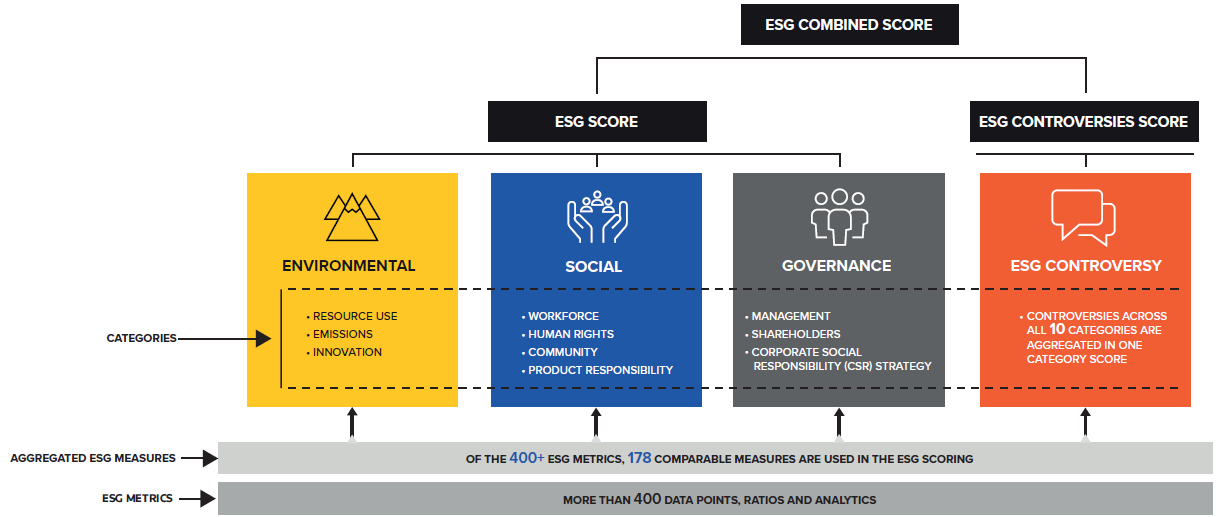 ESG COMBINED SCORE
ESG SCORE
ESG CONTROVERSIES SCORE
ENVIRONMENTAL
SOCIAL
GOVERNANCE
ESG CONTROVERSY
CATEGORIES
• RESOURCE USE
• EMISSIONS
• INNOVATION
• WORKFORCE
• HUMAN RIGHTS
• COMMUNITY
• PRODUCT RESPONSIBILITY
• MANAGEMENT
• SHAREHOLDERS
• CORPORATE SOCIAL
RESPONSIBILITY (CSR) STRATEGY
• CONTROVERSIES ACROSS
ALL 10 CATEGORIES ARE
AGGREGATED IN ONE
CATEGORY SCORE
AGGREGATED ESG MEASURES
OF THE 400+ ESG METRICS, 178 COMPARABLE MEASURES ARE USED IN THE ESG SCORING
ESG METRICS
MORE THAN 400 DATA POINTS, RATIOS AND ANALYTICS